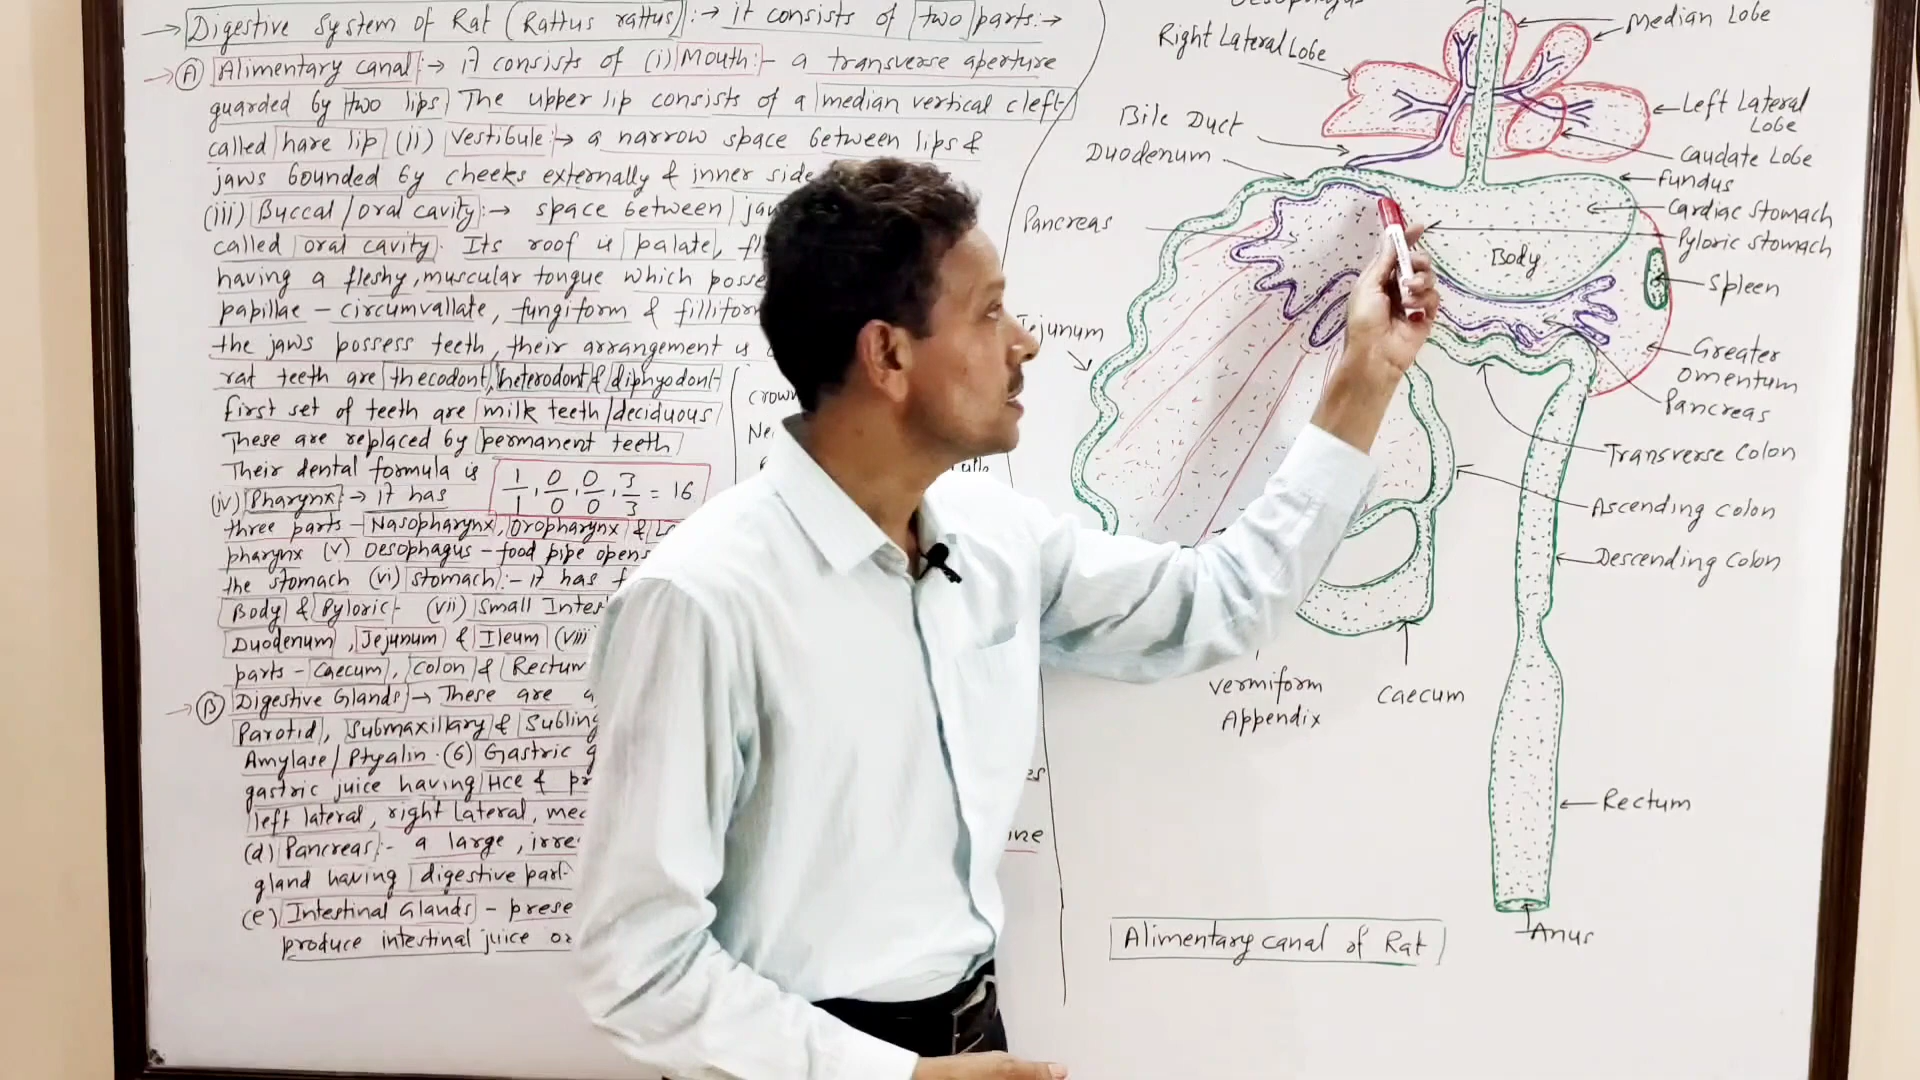 Digestive System of Rat (Rattus rattus) :→ it consists of two parts :→
(A) Alimentary canal :→ it consists of (i) Mouth :- a transverse aperture
guarded by two lips The upper lip consists of a median vertical cleft
called hare lip (ii) Vestibule :→ a narrow space between lips &
jaws bounded by cheeks externally & inner side
(iii) Buccal / oral cavity :→ space between
called oral cavity. Its roof is palate,
having a fleshy, muscular tongue which
papillae - circumvallate, fungiform &
the jaws possess teeth, their arrangement is
rat teeth are thecodont, heterodont & diphyodont
first set of teeth are milk teeth / deciduous
These are replaced by permanent teeth
Their dental formula is 1/1, 0/0, 0/0, 3/3 = 16
(iv) Pharynx → it has
three parts - Nasopharynx, Oropharynx &
pharynx (v) Oesophagus - food pipe opens
the stomach (vi) stomach :- it has
Body & Pyloric (vii) Small
Duodenum, Jejunum & Ileum (viii
parts - Caecum, colon & Rectum
(B) Digestive Glands → These are
Parotid, Submaxillary &
Amylase / Ptyalin. (b) Gastric
gastric juice having HCl &
left lateral, right lateral,
(d) Pancreas :- a large,
gland having digestive part
(e) Intestinal Glands -
produce intestinal juice
crown
Oesophagus
Median Lobe
Right Lateral Lobe
Left Lateral
Lobe
Bile Duct
Duodenum
Caudate Lobe
Fundus
Cardiac Stomach
Pancreas
Pyloric Stomach
Body
Spleen
Jejunum
Greater
omentum
Pancreas
Transverse Colon
Ascending Colon
Descending Colon
Vermiform
Appendix
Caecum
Rectum
Anus
Alimentary canal of Rat